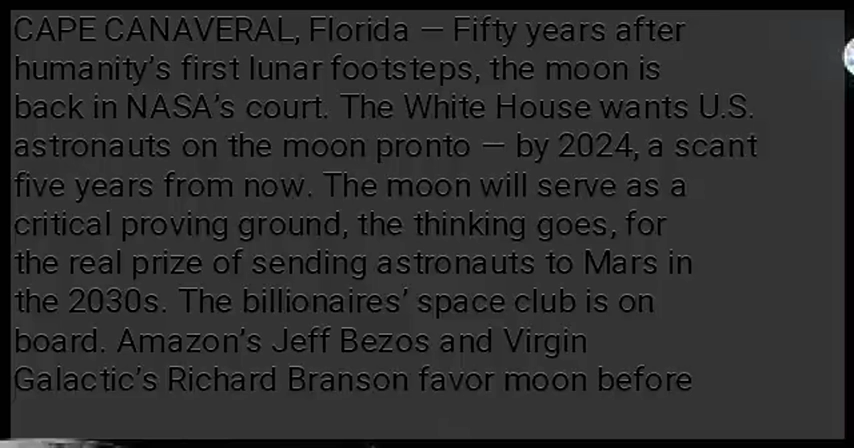 CAPE CANAVERAL, Florida — Fifty years after
humanity’s first lunar footsteps, the moon is
back in NASA’s court. The White House wants U.S.
astronauts on the moon pronto — by 2024, a scant
five years from now. The moon will serve as a
critical proving ground, the thinking goes, for
the real prize of sending astronauts to Mars in
the 2030s. The billionaires’ space club is on
board. Amazon’s Jeff Bezos and Virgin
Galactic’s Richard Branson favor moon before